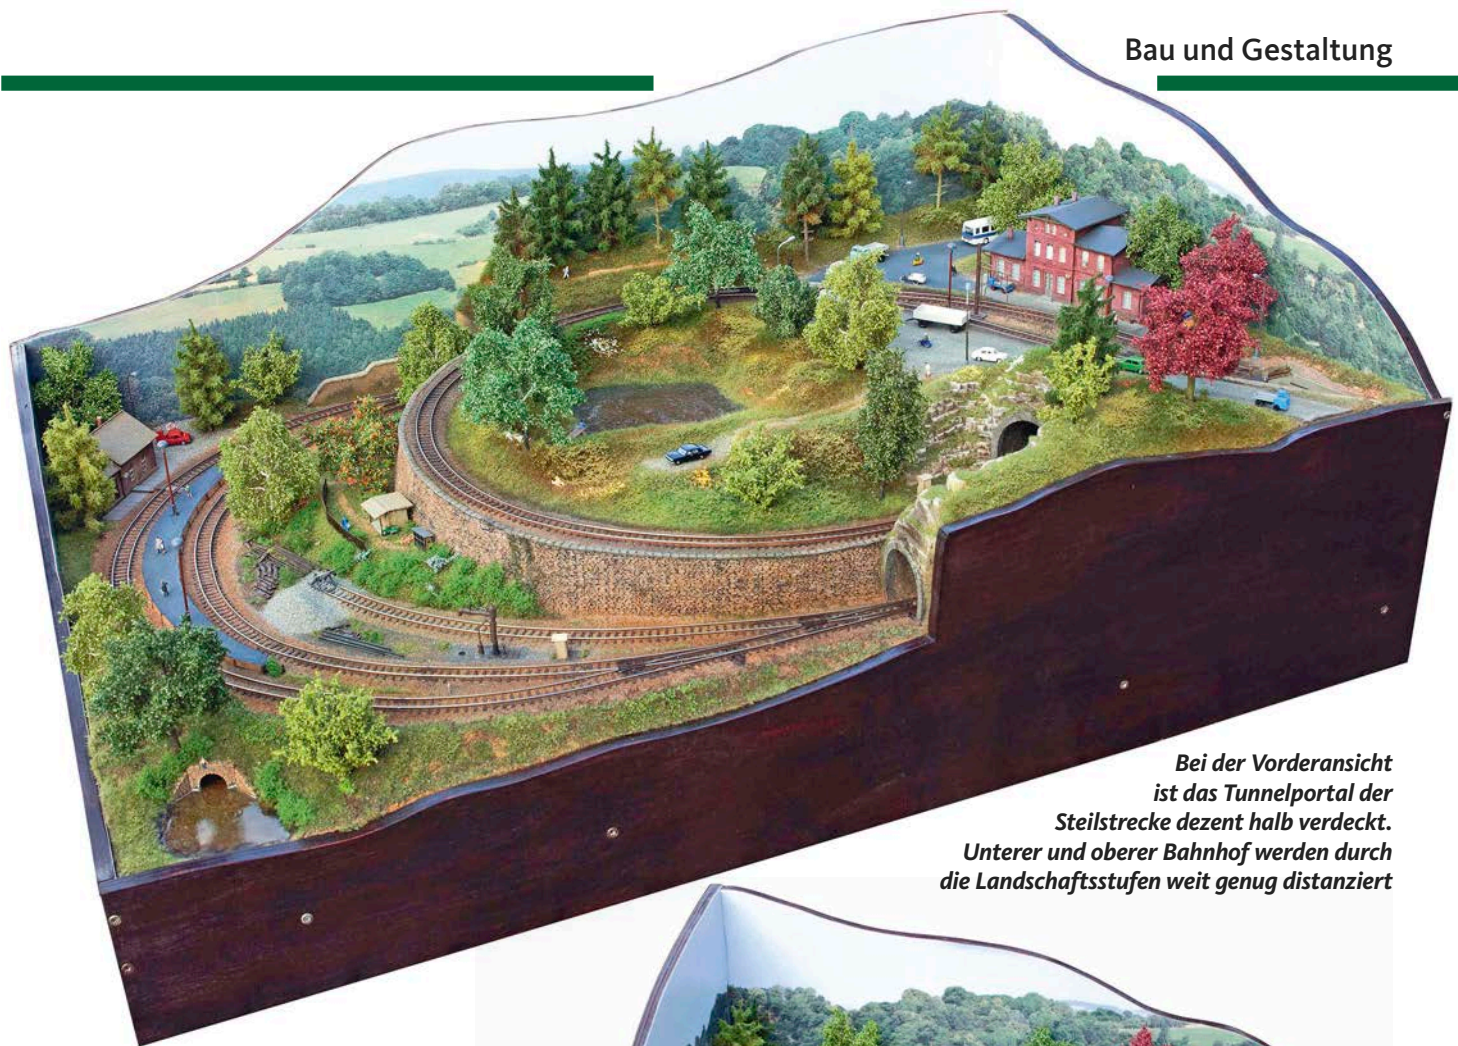 Bau und Gestaltung
Bei der Vorderansicht
ist das Tunnelportal der
Steilstrecke dezent halb verdeckt.
Unterer und oberer Bahnhof werden durch
die Landschaftsstufen weit genug distanziert